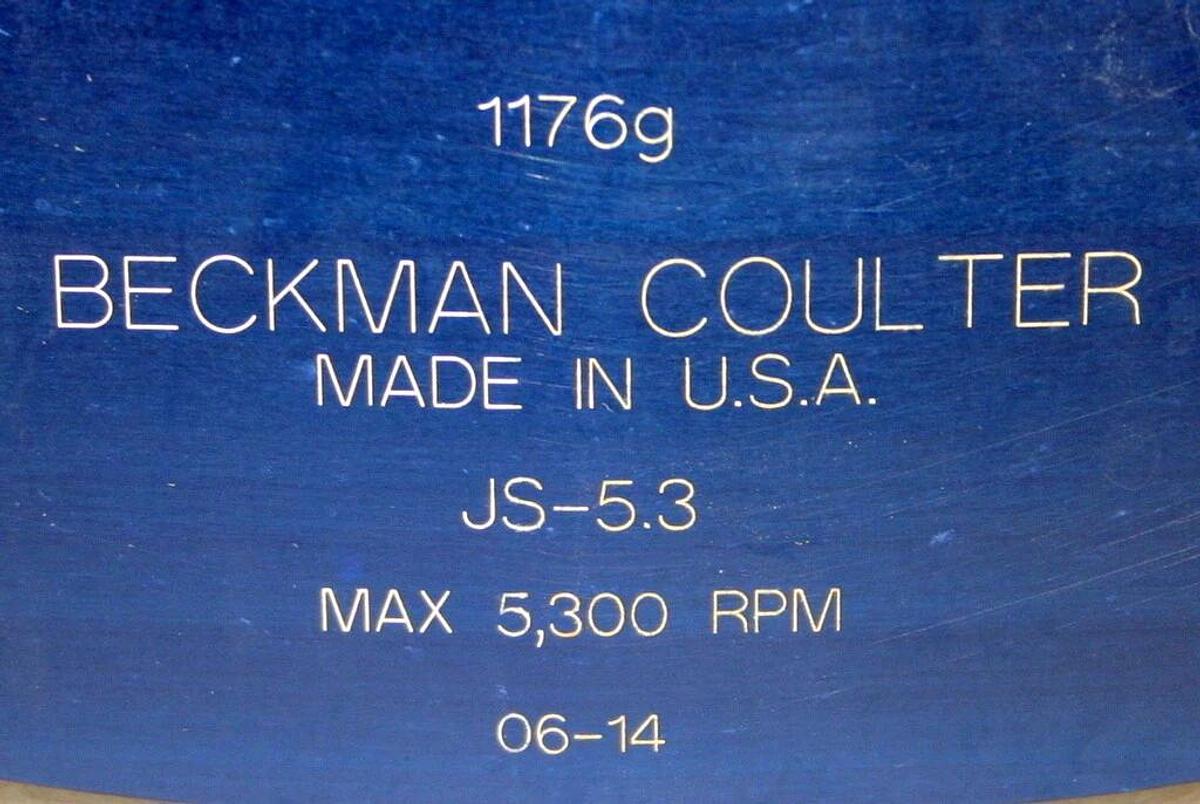 1176g
BECKMAN COULTER
MADE IN U.S.A.
JS-5.3
MAX 5,300 RPM
06-14